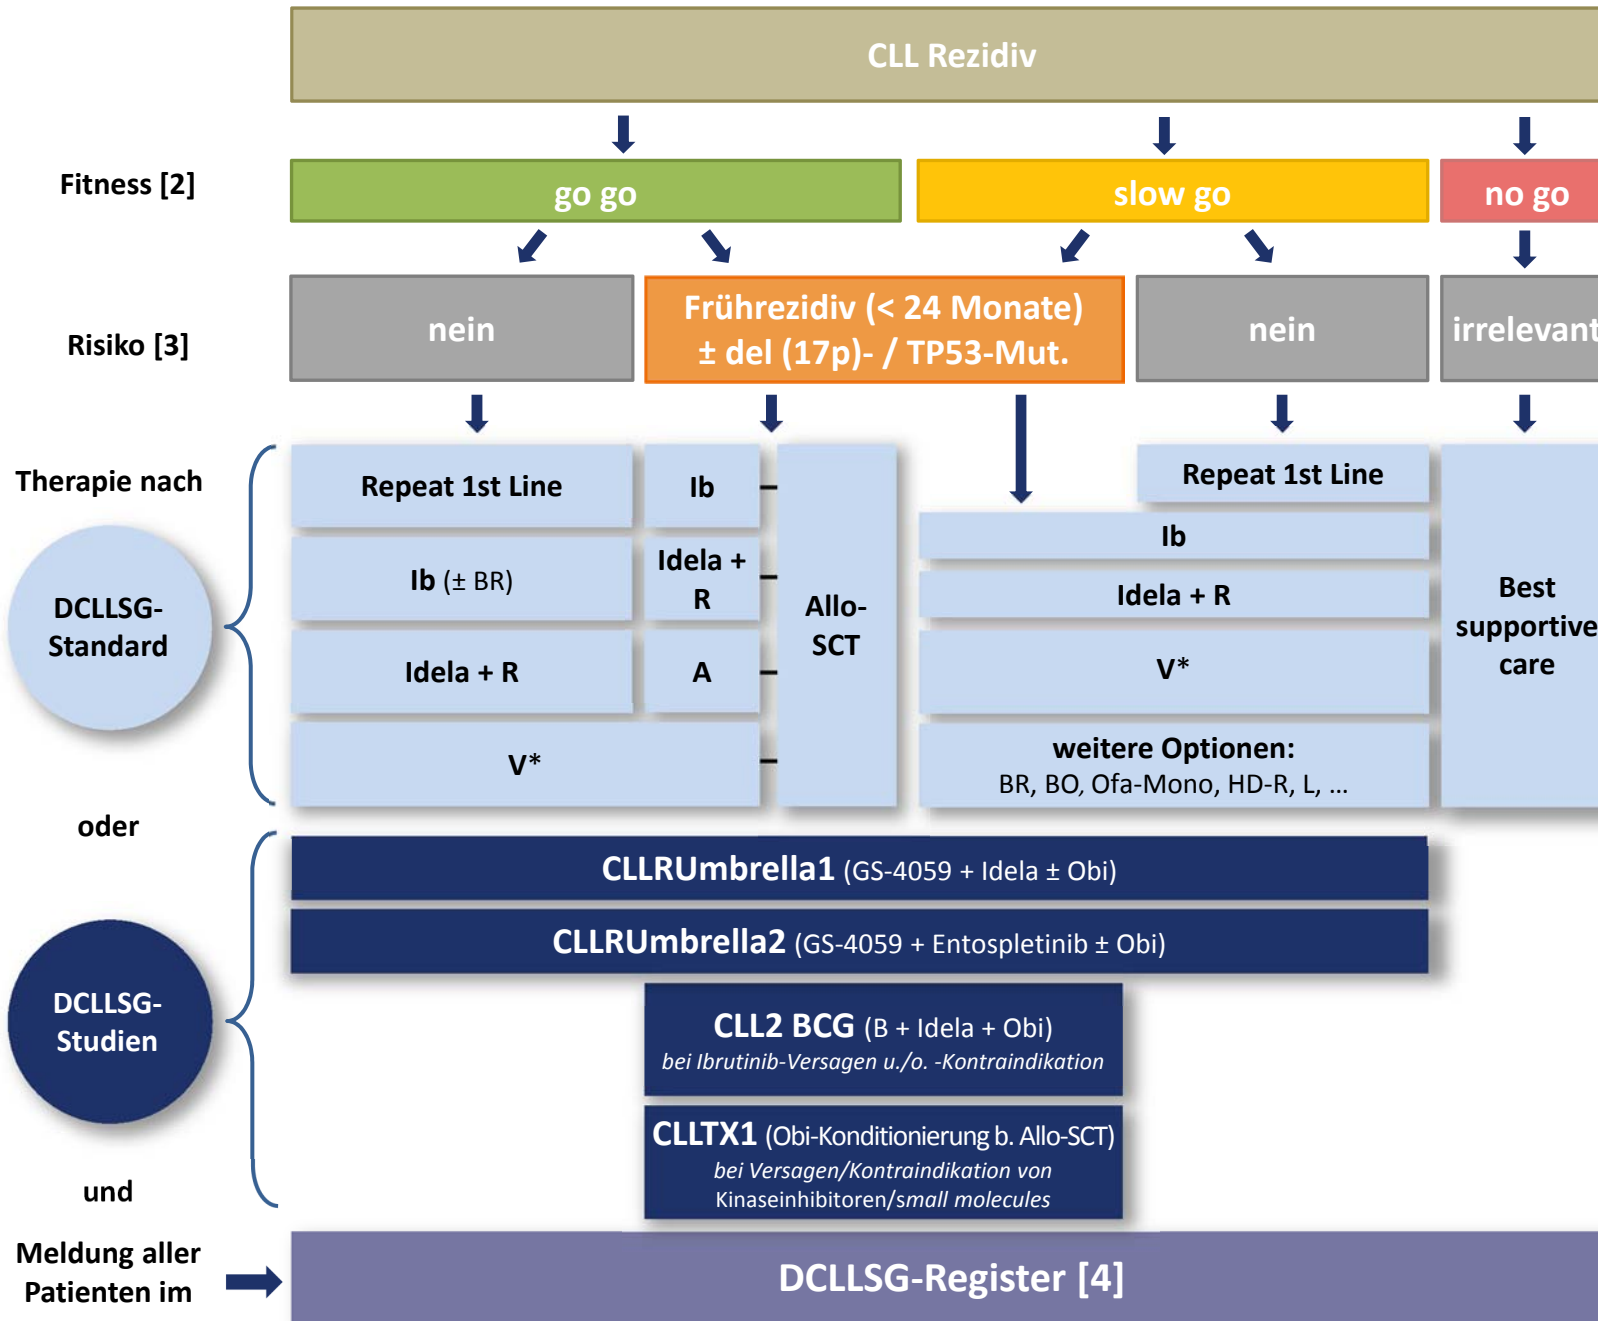 CLL Rezidiv
Fitness [2]
go go
slow go
no go
Risiko [3]
nein
Frührezidiv (< 24 Monate)
± del (17p)- / TP53-Mut.
nein
irrelevant
Therapie nach
DCLLSG-
Standard
Repeat 1st Line
Ib (± BR)
Idela + R
V*
Ib
Idela +
R
A
Allo-
SCT
Repeat 1st Line
Ib
Idela + R
V*
weitere Optionen:
BR, BO, Ofa-Mono, HD-R, L, ...
Best
supportive
care
oder
DCLLSG-
Studien
CLLRUmbrella1 (GS-4059 + Idela ± Obi)
CLLRUmbrella2 (GS-4059 + Entospletinib ± Obi)
CLL2 BCG (B + Idela + Obi)
bei Ibrutinib-Versagen u./o. -Kontraindikation
CLLTX1 (Obi-Konditionierung b. Allo-SCT)
bei Versagen/Kontraindikation von
Kinaseinhibitoren/small molecules
und
Meldung aller
Patienten im
DCLLSG-Register [4]